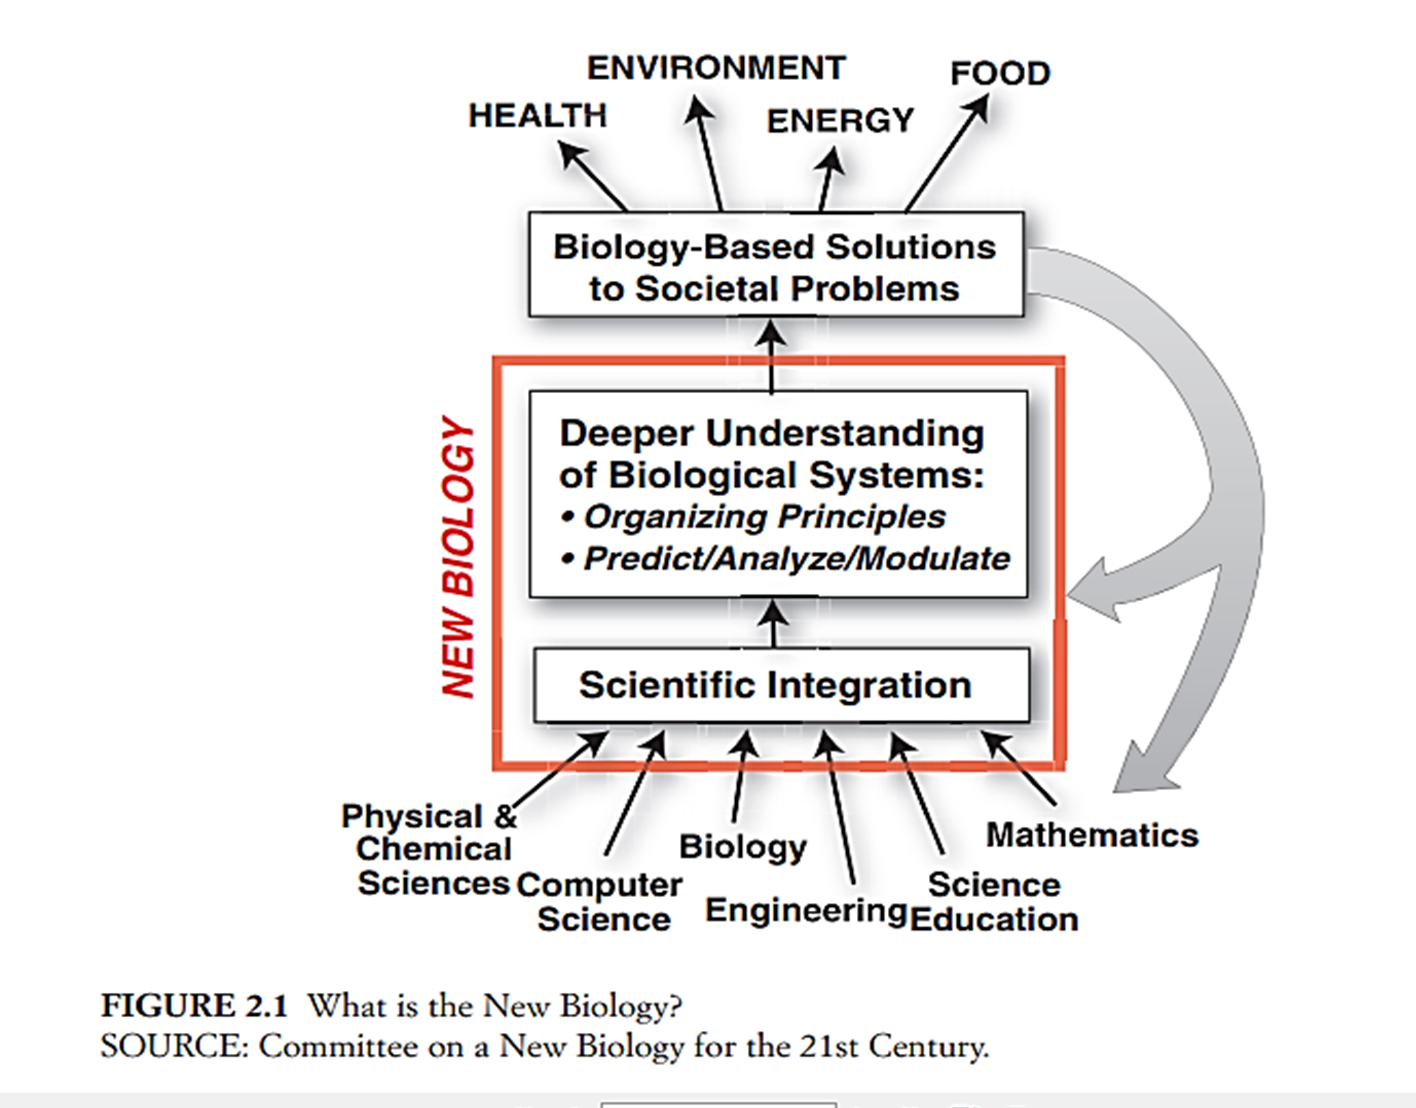 ENVIRONMENT
FOOD
HEALTH
ENERGY
Biology-Based Solutions
to Societal Problems
NEW BIOLOGY
Deeper Understanding
of Biological Systems:
• Organizing Principles
• Predict/Analyze/Modulate
Scientific Integration
Physical &
Chemical
Sciences
Computer
Science
Biology
Engineering
Science
Education
Mathematics
FIGURE 2.1 What is the New Biology?
SOURCE: Committee on a New Biology for the 21st Century.